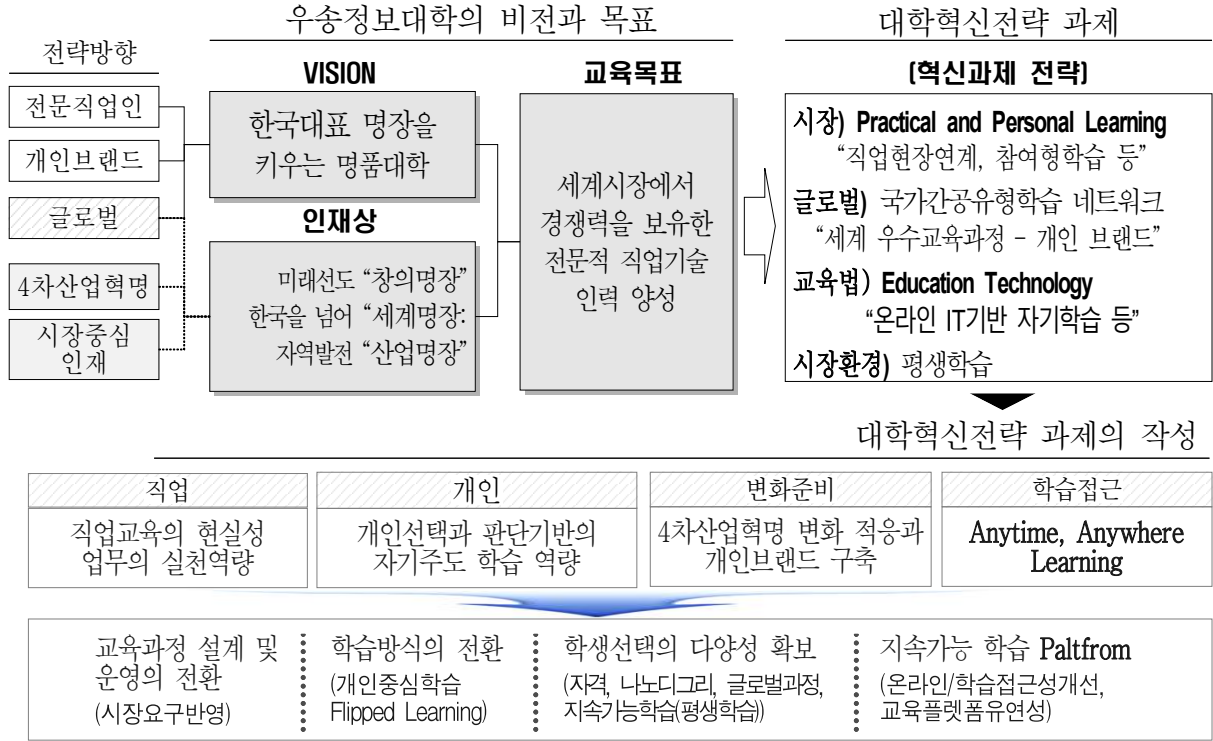 우송정보대학의 비전과 목표
대학혁신전략 과제
전략방향
전문직업인
개인브랜드
글로벌
4차산업혁명
시장중심
인재
VISION
한국대표 명장을
키우는 명품대학
인재상
미래선도 “창의명장”
한국을 넘어 “세계명장:
자역발전 “산업명장”
교육목표
세계시장에서
경쟁력을 보유한
전문적 직업기술
인력 양성
(혁신과제 전략)
시장) Practical and Personal Learning
“직업현장연계, 참여형학습 등”
글로벌) 국가간공유형학습 네트워크
“세계 우수교육과정 - 개인 브랜드”
교육법) Education Technology
“온라인 IT기반 자기학습 등”
시장환경) 평생학습
대학혁신전략 과제의 작성
직업
직업교육의 현실성
업무의 실천역량
개인
개인선택과 판단기반의
자기주도 학습 역량
변화준비
4차산업혁명 변화 적응과
개인브랜드 구축
학습접근
Anytime, Anywhere
Learning
교육과정 설계 및
운영의 전환
(시장요구반영)
학습방식의 전환
(개인중심학습
Flipped Learning)
학생선택의 다양성 확보
(자격, 나노디그리, 글로벌과정,
지속가능학습(평생학습))
지속가능 학습 Paltfrom
(온라인/학습접근성개선,
교육플렛폼유연성)